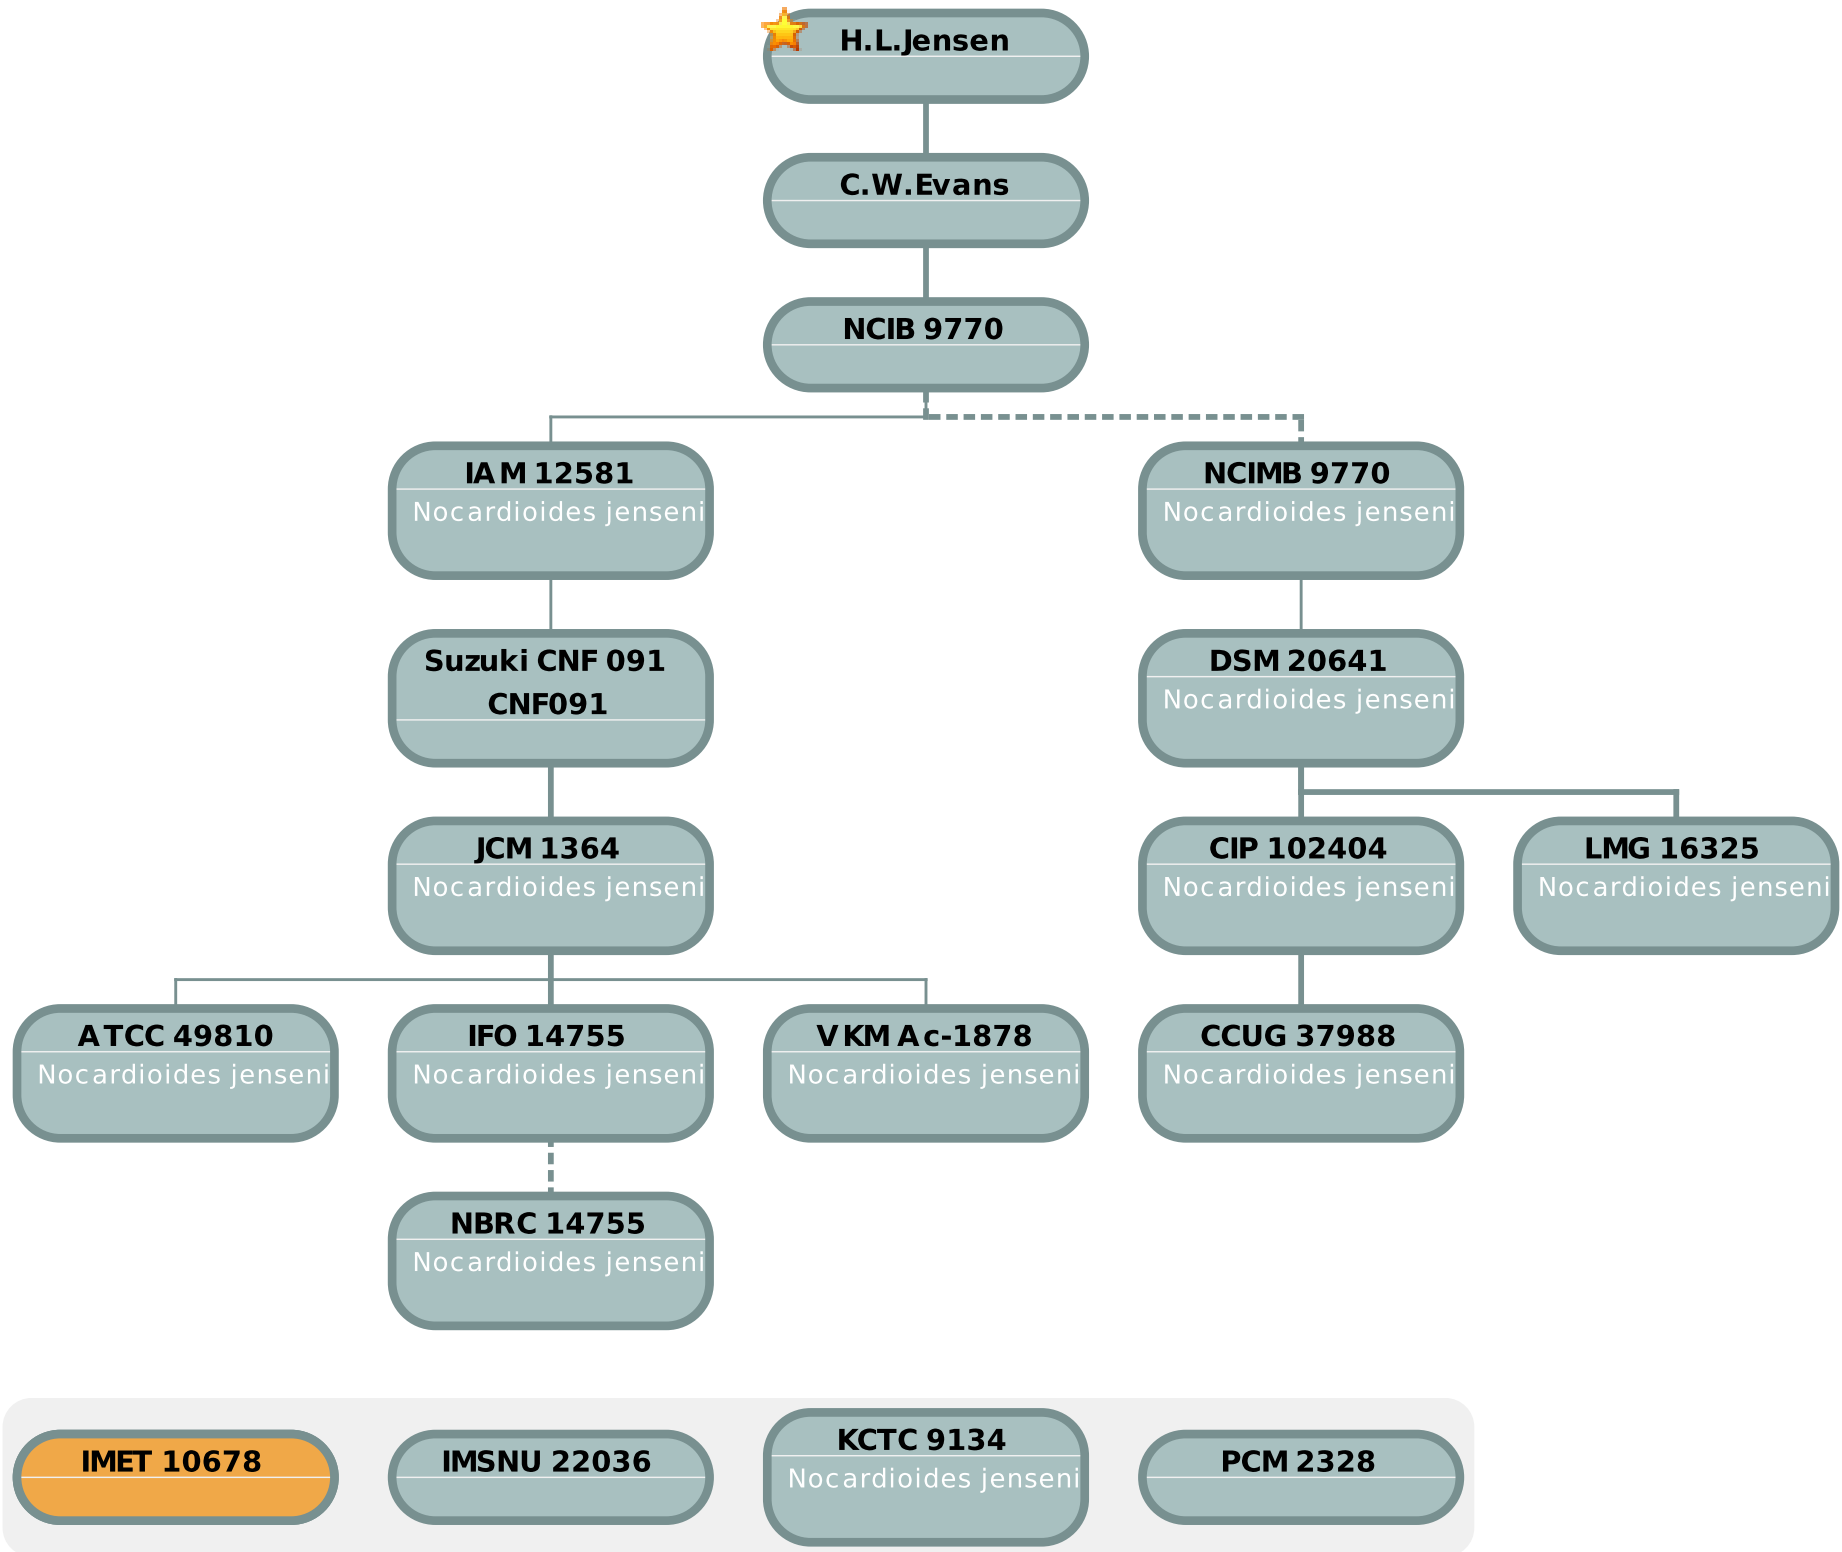 H.L.Jensen
C.W.Evans
NCIB 9770
IAM 12581
Nocardioides jenseni
NCIMB 9770
Nocardioides jenseni
Suzuki CNF 091
CNF091
DSM 20641
Nocardioides jenseni
JCM 1364
Nocardioides jenseni
CIP 102404
Nocardioides jenseni
LMG 16325
Nocardioides jenseni
ATCC 49810
Nocardioides jenseni
IFO 14755
Nocardioides jenseni
VKM Ac-1878
Nocardioides jenseni
CCUG 37988
Nocardioides jenseni
NBRC 14755
Nocardioides jenseni
IMET 10678
IMSNU 22036
KCTC 9134
Nocardioides jenseni
PCM 2328